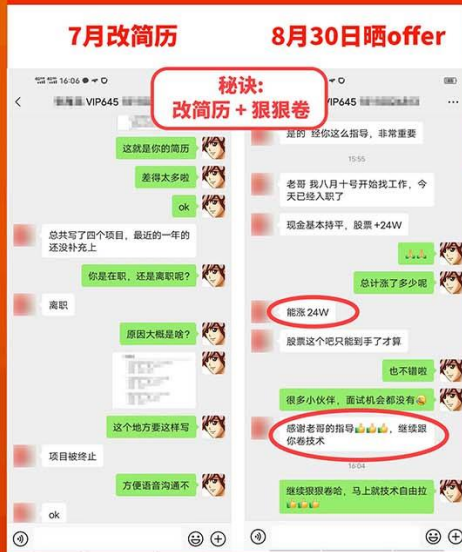 7月改简历
8月30日晒offer
秘诀:
改简历 + 狠狠卷
16:06
VIP645
这就是你的简历
差得太多啦
ok
总共写了四个项目，最近的一年的
还没补充上
你是在职，还是离职呢？
离职
原因大概是啥？
这个地方要这样写
项目被终止
方便语音沟通不
ok
VIP645
是的 经你这么指导，非常重要
15:55
老哥 我八月十号开始找工作，今
天已经入职了
现金基本持平，股票+24W
总计涨了多少呢
能涨24W
股票这个吧只能到手了才算
也不错啦
很多小伙伴，面试机会都没有
感谢老哥的指导👍👍👍，继续跟
你卷技术
16:04
继续狠狠卷哈，马上就技术自由拉
👍👍👍